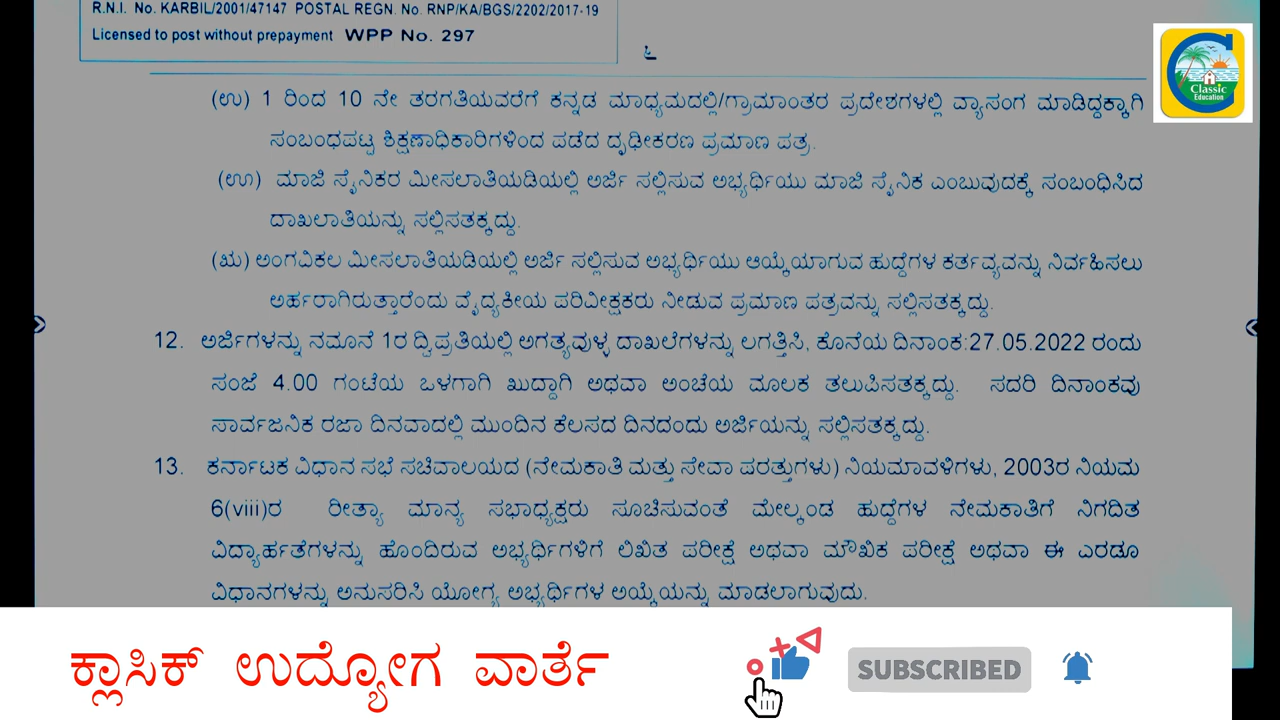 R.N.I. No. KARBIL/2001/47147 POSTAL REGN. No. RNP/KA/BGS/2202/2017-19
Licensed to post without prepayment WPP No. 297
೬
(ಉ) 1 ರಿಂದ 10 ನೇ ತರಗತಿಯವರೆಗೆ ಕನ್ನಡ ಮಾಧ್ಯಮದಲ್ಲಿ/ಗ್ರಾಮಾಂತರ ಪ್ರದೇಶಗಳಲ್ಲಿ ವ್ಯಾಸಂಗ ಮಾಡಿದ್ದಕ್ಕಾಗಿ
ಸಂಬಂಧಪಟ್ಟ ಶಿಕ್ಷಣಾಧಿಕಾರಿಗಳಿಂದ ಪಡೆದ ದೃಢೀಕರಣ ಪ್ರಮಾಣ ಪತ್ರ.
(ಊ) ಮಾಜಿ ಸೈನಿಕರ ಮೀಸಲಾತಿಯಡಿಯಲ್ಲಿ ಅರ್ಜಿ ಸಲ್ಲಿಸುವ ಅಭ್ಯರ್ಥಿಯು ಮಾಜಿ ಸೈನಿಕ ಎಂಬುವುದಕ್ಕೆ ಸಂಬಂಧಿಸಿದ
ದಾಖಲಾತಿಯನ್ನು ಸಲ್ಲಿಸತಕ್ಕದ್ದು.
(ಋ) ಅಂಗವಿಕಲ ಮೀಸಲಾತಿಯಡಿಯಲ್ಲಿ ಅರ್ಜಿ ಸಲ್ಲಿಸುವ ಅಭ್ಯರ್ಥಿಯು ಆಯ್ಕೆಯಾಗುವ ಹುದ್ದೆಗಳ ಕರ್ತವ್ಯವನ್ನು ನಿರ್ವಹಿಸಲು
ಅರ್ಹರಾಗಿರುತ್ತಾರೆಂದು ವೈದ್ಯಕೀಯ ಪರಿವೀಕ್ಷಕರು ನೀಡುವ ಪ್ರಮಾಣ ಪತ್ರವನ್ನು ಸಲ್ಲಿಸತಕ್ಕದ್ದು.
12. ಅರ್ಜಿಗಳನ್ನು ನಮೂನೆ 1ರ ದ್ವಿಪ್ರತಿಯಲ್ಲಿ ಅಗತ್ಯವುಳ್ಳ ದಾಖಲೆಗಳನ್ನು ಲಗತ್ತಿಸಿ, ಕೊನೆಯ ದಿನಾಂಕ:27.05.2022 ರಂದು
ಸಂಜೆ 4.00 ಗಂಟೆಯ ಒಳಗಾಗಿ ಖುದ್ದಾಗಿ ಅಥವಾ ಅಂಚೆಯ ಮೂಲಕ ತಲುಪಿಸತಕ್ಕದ್ದು. ಸದರಿ ದಿನಾಂಕವು
ಸಾರ್ವಜನಿಕ ರಜಾ ದಿನವಾದಲ್ಲಿ ಮುಂದಿನ ಕೆಲಸದ ದಿನದಂದು ಅರ್ಜಿಯನ್ನು ಸಲ್ಲಿಸತಕ್ಕದ್ದು.
13. ಕರ್ನಾಟಕ ವಿಧಾನ ಸಭೆ ಸಚಿವಾಲಯದ (ನೇಮಕಾತಿ ಮತ್ತು ಸೇವಾ ಷರತ್ತುಗಳು) ನಿಯಮಾವಳಿಗಳು, 2003ರ ನಿಯಮ
6(viii)ರ ರೀತ್ಯಾ ಮಾನ್ಯ ಸಭಾಧ್ಯಕ್ಷರು ಸೂಚಿಸುವಂತೆ ಮೇಲ್ಕಂಡ ಹುದ್ದೆಗಳ ನೇಮಕಾತಿಗೆ ನಿಗದಿತ
ವಿದ್ಯಾರ್ಹತೆಗಳನ್ನು ಹೊಂದಿರುವ ಅಭ್ಯರ್ಥಿಗಳಿಗೆ ಲಿಖಿತ ಪರೀಕ್ಷೆ ಅಥವಾ ಮೌಖಿಕ ಪರೀಕ್ಷೆ ಅಥವಾ ಈ ಎರಡೂ
ವಿಧಾನಗಳನ್ನು ಅನುಸರಿಸಿ ಯೋಗ್ಯ ಅಭ್ಯರ್ಥಿಗಳ ಆಯ್ಕೆಯನ್ನು ಮಾಡಲಾಗುವುದು.
Classic
Education
ಕ್ಲಾಸಿಕ್ ಉದ್ಯೋಗ ವಾರ್ತೆ
SUBSCRIBED